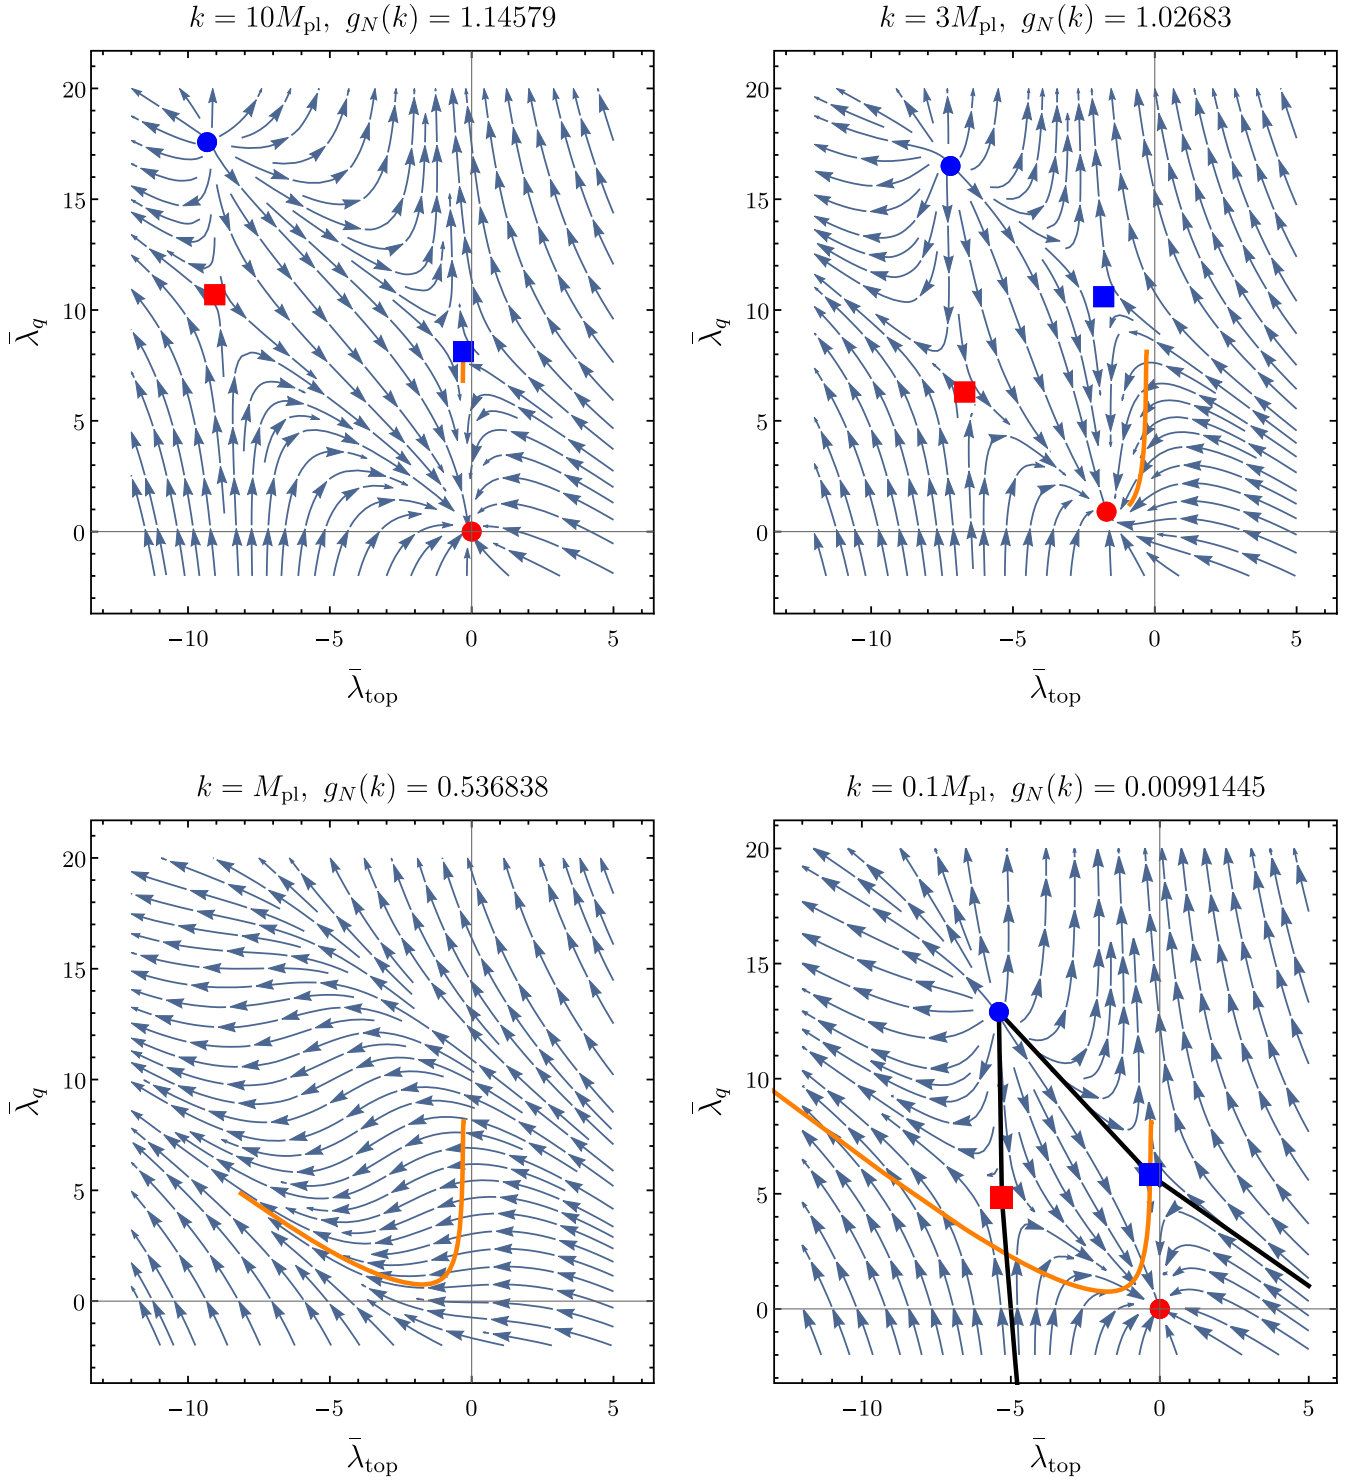 k = 10M_pl, g_N(k) = 1.14579
20
15
10
5
0
λ̄_q
−10 −5 0 5
λ̄_top
k = 3M_pl, g_N(k) = 1.02683
20
15
10
5
0
λ̄_q
−10 −5 0 5
λ̄_top
k = M_pl, g_N(k) = 0.536838
20
15
10
5
0
λ̄_q
−10 −5 0 5
λ̄_top
k = 0.1M_pl, g_N(k) = 0.00991445
20
15
10
5
0
λ̄_q
−10 −5 0 5
λ̄_top